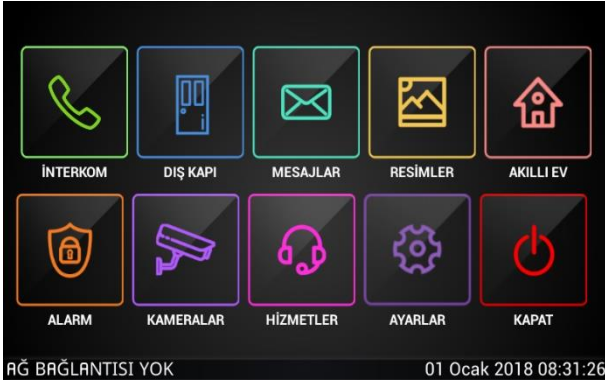 İNTERKOM DIŞ KAPI MESAJLAR RESİMLER AKILLI EV
ALARM KAMERALAR HİZMETLER AYARLAR KAPAT
AĞ BAĞLANTISI YOK 01 Ocak 2018 08:31:26